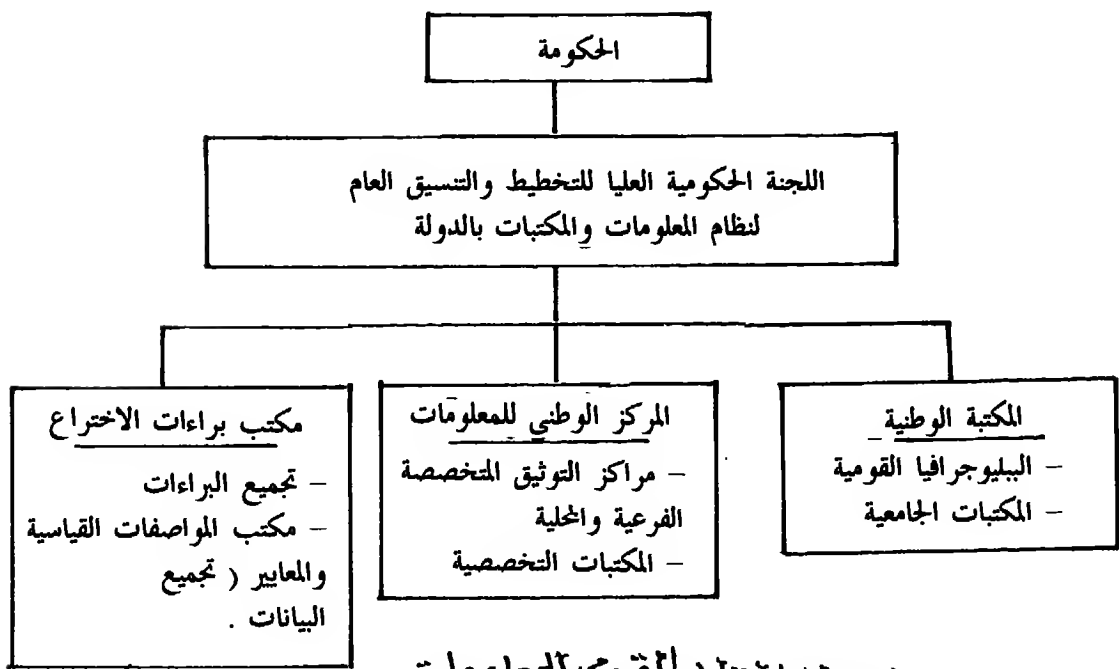 الحكومة
اللجنة الحكومية العليا للتخطيط والتنسيق العام
لنظام المعلومات والمكتبات بالدولة
المكتبة الوطنية
– الببليوجرافيا القومية
– المكتبات الجامعية
المركز الوطني للمعلومات
– مراكز التوثيق المتخصصة
الفرعية والمحلية
– المكتبات التخصصية
مكتب براءات الاختراع
– تجميع البراءات
– مكتب المواصفات القياسية
والمعايير ( تجميع
البيانات .